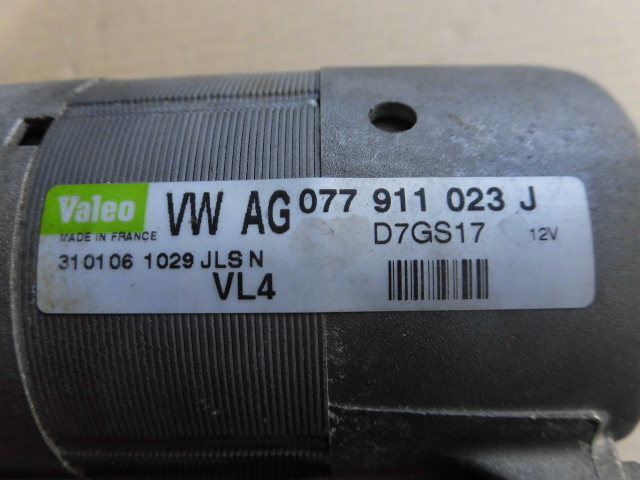 Valeo VW AG 077 911 023 J
MADE IN FRANCE D7GS17 12V
310106 1029 JLS N
VL4